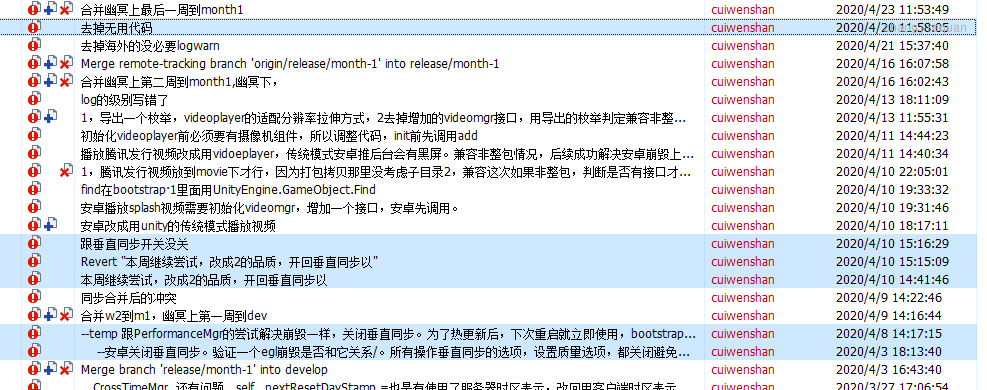 合并幽冥上最后一周到month1 cuiwenshan 2020/4/23 11:53:49
去掉无用代码 cuiwenshan 2020/4/20 11:58:05
去掉海外的没必要logwarn cuiwenshan 2020/4/21 15:37:40
Merge remote-tracking branch 'origin/release/month-1' into release/month-1 cuiwenshan 2020/4/16 16:07:58
合并幽冥上第二周到month1,幽冥下, cuiwenshan 2020/4/16 16:02:43
log的级别写错了 cuiwenshan 2020/4/13 18:11:09
1，导出一个枚举，videoplayer的适配分辨率拉伸方式，2去掉增加的videomgr接口，用导出的枚举判定兼容非整... cuiwenshan 2020/4/13 11:55:31
初始化videoplayer前必须要有摄像机组件，所以调整代码，init前先调用add cuiwenshan 2020/4/11 14:44:23
播放腾讯发行视频改成用vidoeplayer，传统模式安卓推后台会有黑屏。兼容非整包情况，后续成功解决安卓崩毁上... cuiwenshan 2020/4/11 14:40:34
1，腾讯发行视频放到movie下才行，因为打包拷贝那里没考虑子目录2，兼容这次如果非整包，判断是否有接口才... cuiwenshan 2020/4/10 22:05:01
find在bootstrap·1里面用UnityEngine.GameObject.Find cuiwenshan 2020/4/10 19:33:32
安卓播放splash视频需要初始化videomgr，增加一个接口，安卓先调用。 cuiwenshan 2020/4/10 19:31:46
安卓改成用unity的传统模式播放视频 cuiwenshan 2020/4/10 18:17:11
跟垂直同步开关没关 cuiwenshan 2020/4/10 15:16:29
Revert "本周继续尝试，改成2的品质，开回垂直同步以" cuiwenshan 2020/4/10 15:15:09
本周继续尝试，改成2的品质，开回垂直同步以 cuiwenshan 2020/4/10 14:41:46
同步合并后的冲突 cuiwenshan 2020/4/9 14:22:46
合并w2到m1，幽冥上第一周到dev cuiwenshan 2020/4/9 14:16:44
--temp 跟PerformanceMgr的尝试解决崩毁一样，关闭垂直同步。为了热更新后，下次重启就立即使用，bootstrap... cuiwenshan 2020/4/8 14:17:15
--安卓关闭垂直同步。验证一个egl崩毁是否和它关系/。所有操作垂直同步的选项，设置质量选项，都关闭避免... cuiwenshan 2020/4/3 18:13:40
Merge branch 'release/month-1' into develop cuiwenshan 2020/4/3 16:43:40
CrossTimeMgr 还有问题 self. nextResetDayStamp =也是有使用了服务器时区表示，改回用客户端时区表示 cuiwenshan 2020/3/27 17:06:54